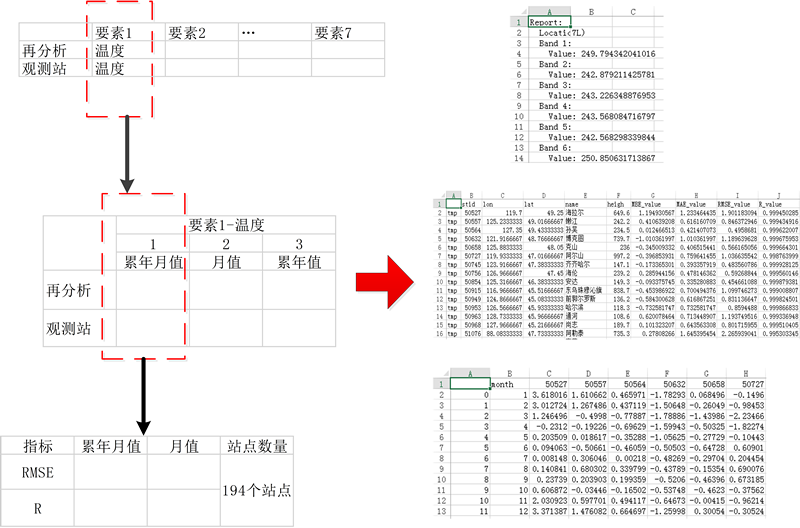 要素1 要素2 ... 要素7
再分析 温度
观测站 温度
要素1-温度
1 2 3
累年月值 月值 累年值
再分析
观测站
指标 累年月值 月值 站点数量
RMSE
194个站点
R
A B C
1 Report:
2 Locati(7L)
3 Band 1:
4 Value: 249.794342041016
5 Band 2:
6 Value: 242.879211425781
7 Band 3:
8 Value: 243.226348876953
9 Band 4:
10 Value: 243.568084716797
11 Band 5:
12 Value: 242.568298339844
13 Band 6:
14 Value: 250.850631713867
A B C D E F G H I J
1 stid lon lat name heigh MBE_value MAE_value RMSE_value R_value
2 tmp 50527 119.7 49.25 海拉尔 649.6 1.194930567 1.233464435 1.901183094 0.999450285
3 tmp 50557 125.2333333 49.01666667 嫩江 242.2 0.410639208 0.616160709 0.846372946 0.999434916
4 tmp 50564 127.35 49.43333333 孙吴 234.5 0.012466513 0.421407073 0.4958681 0.999622007
5 tmp 50632 121.9166667 48.76666667 博克图 739.7 -1.010361997 1.010361997 1.189639628 0.999675953
6 tmp 50658 125.8833333 48.05 克山 236 -0.345009332 0.406515441 0.566165056 0.999664301
7 tmp 50727 119.9333333 47.01666667 阿尔山 997.2 -0.396853931 0.759641455 1.036635542 0.998763999
8 tmp 50745 123.9166667 47.38333333 齐齐哈尔 147.1 -0.173365301 0.393357919 0.483560786 0.999928125
9 tmp 50756 126.9666667 47.45 海伦 239.2 0.285944156 0.478146362 0.59268844 0.999560146
10 tmp 50854 125.3166667 46.38333333 安达 149.3 -0.093375745 0.335280883 0.454661088 0.999879381
11 tmp 50915 116.9666667 45.51666667 东乌珠穆沁旗 838.7 -0.453986922 0.700494376 1.099746273 0.999008807
12 tmp 50949 124.8666667 45.08333333 前郭尔罗斯 136.2 -0.584300628 0.616867251 0.831136647 0.999824501
13 tmp 50953 126.5666667 45.93333333 哈尔滨 118.3 -0.732581747 0.732581747 0.8594488 0.999866833
14 tmp 50963 128.7333333 45.96666667 通河 108.6 0.620078464 0.713448907 1.193749516 0.999336948
15 tmp 50968 127.9666667 45.21666667 尚志 189.7 0.101323207 0.643563308 0.801715955 0.999510405
16 tmp 51076 88.08333333 47.73333333 阿勒泰 735.3 0.27808266 1.645395454 2.265939041 0.995303345
A B C D E F G H
1 month 50527 50557 50564 50632 50658 50727
2 0 1 3.618016 1.610662 0.465971 -1.78293 0.068496 -0.1496
3 1 2 3.012724 1.267486 0.437119 -1.50648 -0.26049 -0.98453
4 2 3 1.246496 -0.4998 -0.77887 -1.78886 -1.43986 -2.23466
5 3 4 -0.2312 -0.19226 -0.69629 -1.59943 -0.50325 -1.82274
6 4 5 0.203509 0.018617 -0.35288 -1.05625 -0.27729 -0.10443
7 5 6 0.094063 -0.50661 -0.46059 -0.50503 -0.64728 0.60901
8 6 7 0.008148 0.306046 0.00218 -0.48269 -0.29704 0.204454
9 7 8 0.140841 0.680302 0.339799 -0.43789 -0.15354 0.690076
10 8 9 0.23739 0.203903 0.199359 -0.5206 -0.46396 0.673185
11 9 10 0.606872 -0.03446 -0.16502 -0.53748 -0.4623 -0.37562
12 10 11 2.030923 0.597701 0.494117 -0.64673 -0.00415 -0.96214
13 11 12 3.371387 1.476082 0.664697 -1.25998 0.30054 -0.30524